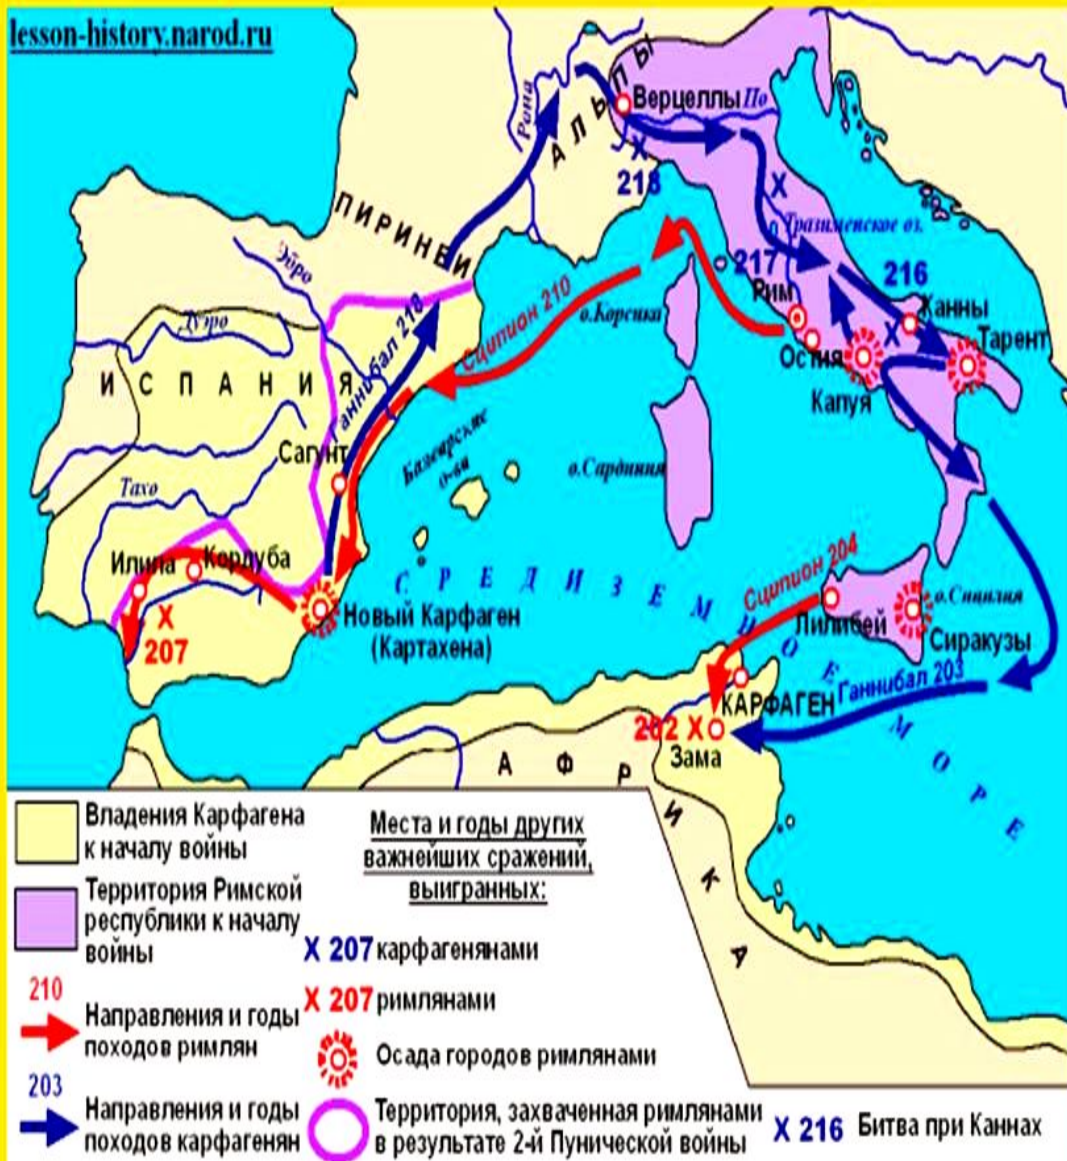 lesson-history.narod.ru
АЛЬПЫ
Рона
Верцеллы
По
X
218
ПИРИНЕИ
X
Тразименское оз.
217
216
Эбро
Рим
Канны
Сципион 210
о.Корсика
X
Тарент
Дуэро
Остия
ИСПАНИЯ
Ганнибал 218
Капуя
Сагунт
Балеарские
о-ва
о.Сардиния
Тахо
Илипа
Кордуба
СРЕДИЗЕМНОЕ МОРЕ
Сципион 204
о.Сицилия
Новый Карфаген
(Картахена)
Лилибей
Сиракузы
X
207
КАРФАГЕН
Ганнибал 203
202 X
Зама
АФРИКА
Владения Карфагена
к началу войны
Территория Римской
республики к началу
войны
210
Направления и годы
походов римлян
203
Направления и годы
походов карфагенян
Места и годы других
важнейших сражений,
выигранных:
X 207 карфагенянами
X 207 римлянами
Осада городов римлянами
Территория, захваченная римлянами
в результате 2-й Пунической войны
X 216 Битва при Каннах